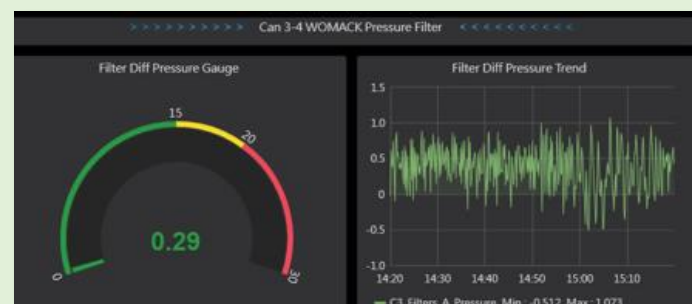 > > > > > > > > > > Can 3-4 WOMACK Pressure Filter < < < < < < < < < <
Filter Diff Pressure Gauge
0
15
20
30
0.29
Filter Diff Pressure Trend
1.5
1.0
0.5
0
-0.5
-1.0
14:20 14:30 14:40 14:50 15:00 15:10
C3_Filters_A_Pressure Min.: -0.512 Max.: 1.073